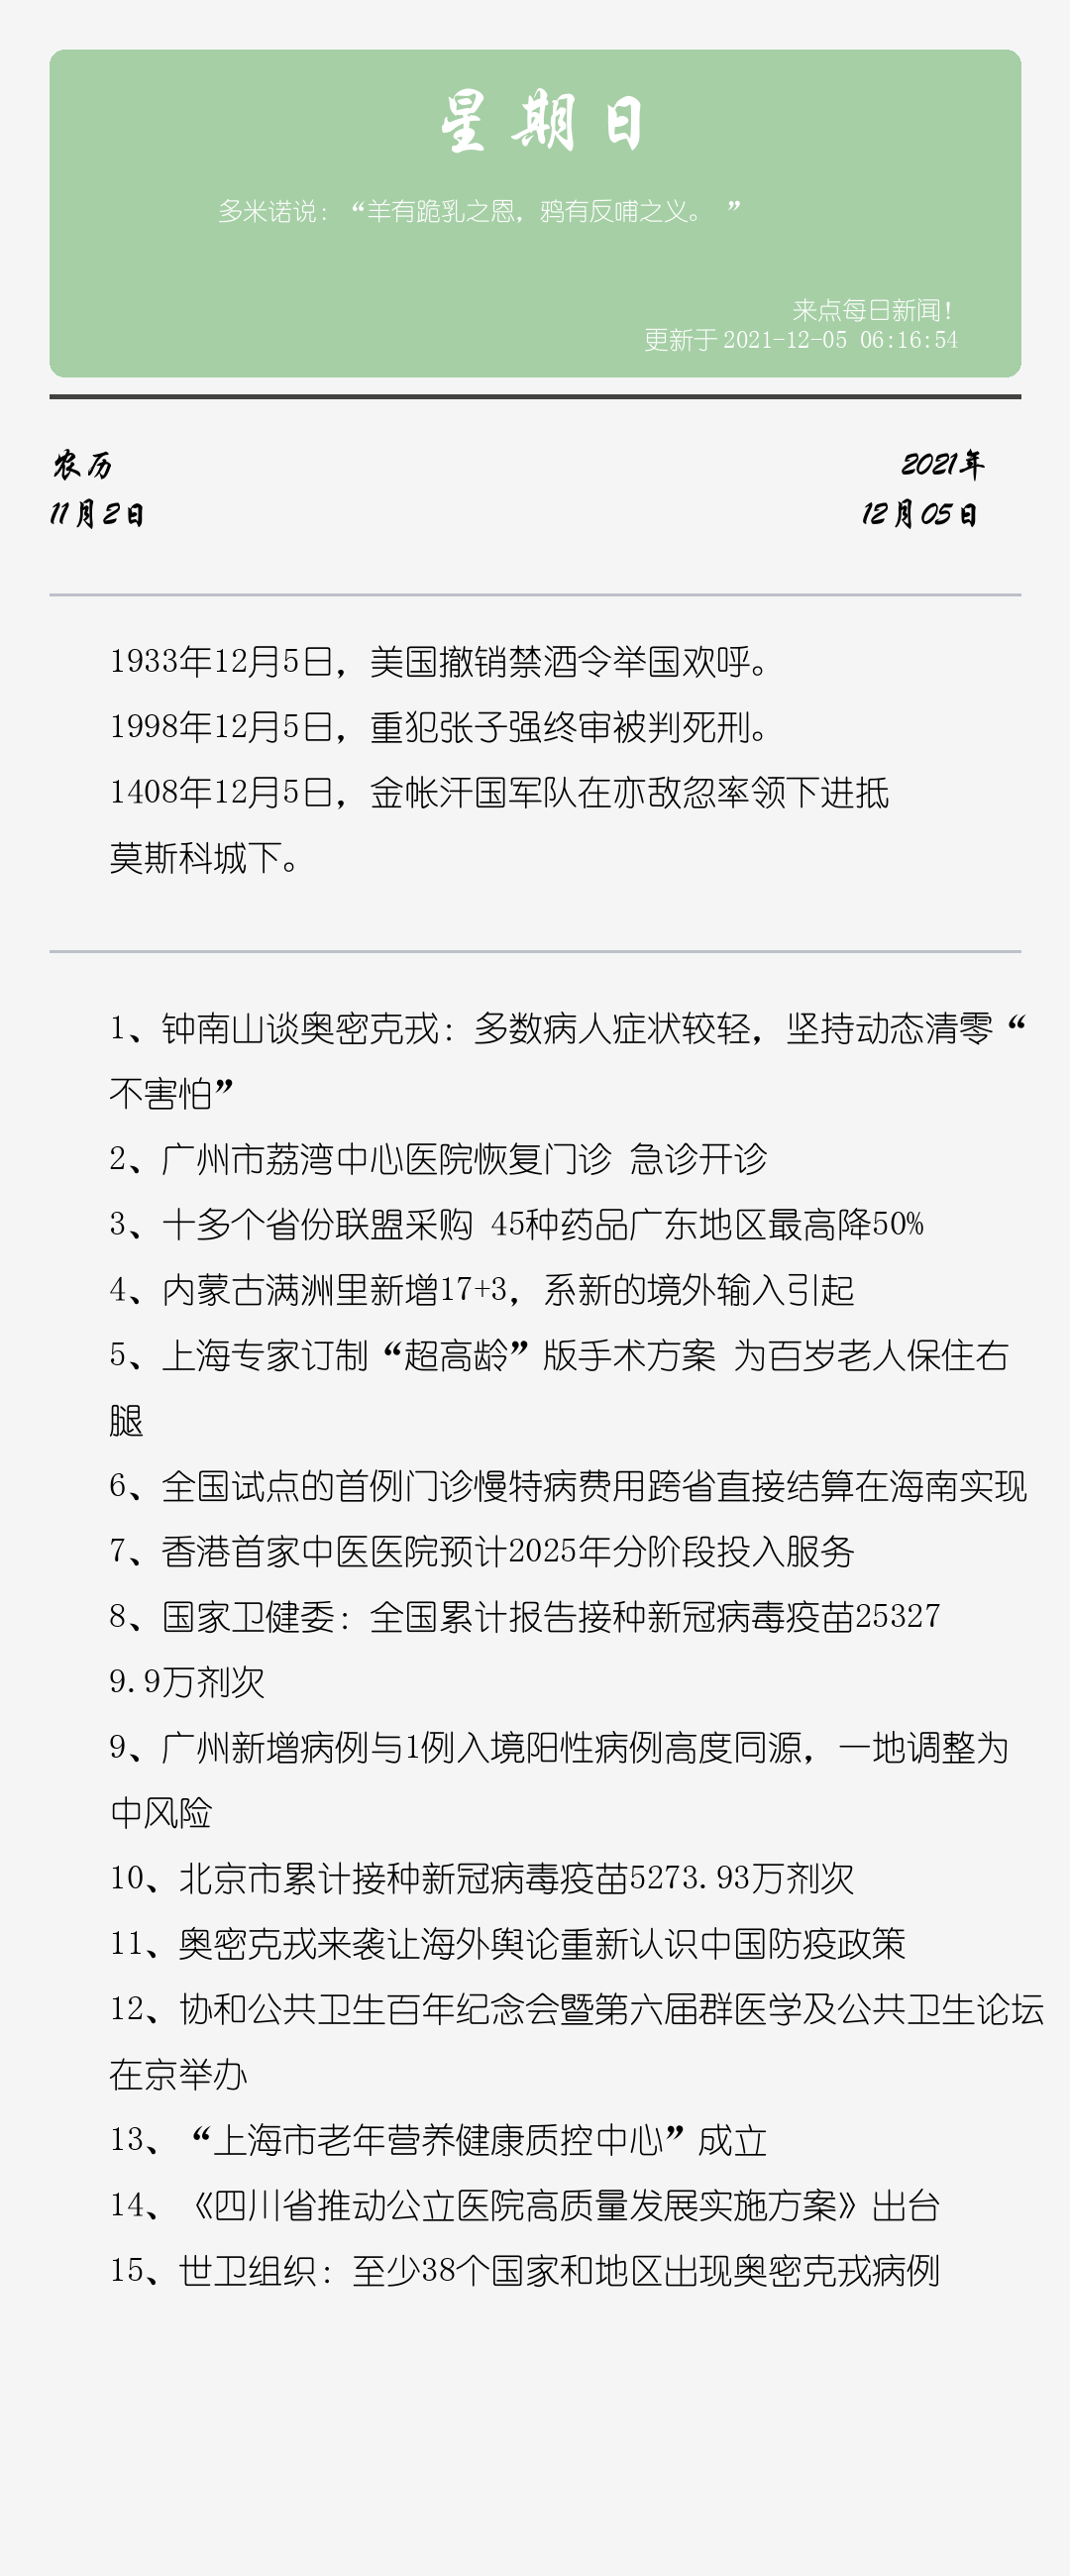 星期日
多米诺说：“羊有跪乳之恩，鸦有反哺之义。 ”
来点每日新闻！
更新于 2021-12-05 06:16:54
农历
2021年
11月2日
12月05日
1933年12月5日，美国撤销禁酒令举国欢呼。
1998年12月5日，重犯张子强终审被判死刑。
1408年12月5日，金帐汗国军队在亦敌忽率领下进抵
莫斯科城下。
1、钟南山谈奥密克戎：多数病人症状较轻，坚持动态清零“
不害怕”
2、广州市荔湾中心医院恢复门诊 急诊开诊
3、十多个省份联盟采购 45种药品广东地区最高降50%
4、内蒙古满洲里新增17+3，系新的境外输入引起
5、上海专家订制“超高龄”版手术方案 为百岁老人保住右
腿
6、全国试点的首例门诊慢特病费用跨省直接结算在海南实现
7、香港首家中医医院预计2025年分阶段投入服务
8、国家卫健委：全国累计报告接种新冠病毒疫苗25327
9.9万剂次
9、广州新增病例与1例入境阳性病例高度同源，一地调整为
中风险
10、北京市累计接种新冠病毒疫苗5273.93万剂次
11、奥密克戎来袭让海外舆论重新认识中国防疫政策
12、协和公共卫生百年纪念会暨第六届群医学及公共卫生论坛
在京举办
13、“上海市老年营养健康质控中心”成立
14、《四川省推动公立医院高质量发展实施方案》出台
15、世卫组织：至少38个国家和地区出现奥密克戎病例